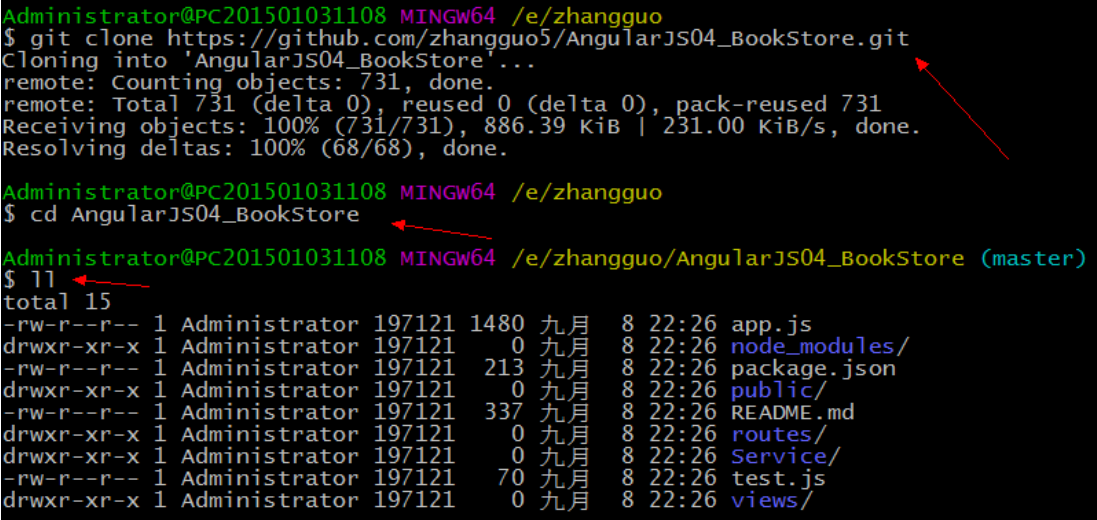 Administrator@PC201501031108 MINGW64 /e/zhangguo
$ git clone https://github.com/zhangguo5/AngularJS04_BookStore.git
Cloning into 'AngularJS04_BookStore'...
remote: Counting objects: 731, done.
remote: Total 731 (delta 0), reused 0 (delta 0), pack-reused 731
Receiving objects: 100% (731/731), 886.39 KiB | 231.00 KiB/s, done.
Resolving deltas: 100% (68/68), done.
Administrator@PC201501031108 MINGW64 /e/zhangguo
$ cd AngularJS04_BookStore
Administrator@PC201501031108 MINGW64 /e/zhangguo/AngularJS04_BookStore (master)
$ ll
total 15
-rw-r--r-- 1 Administrator 197121 1480 九月 8 22:26 app.js
drwxr-xr-x 1 Administrator 197121 0 九月 8 22:26 node_modules/
-rw-r--r-- 1 Administrator 197121 213 九月 8 22:26 package.json
drwxr-xr-x 1 Administrator 197121 0 九月 8 22:26 public/
-rw-r--r-- 1 Administrator 197121 337 九月 8 22:26 README.md
drwxr-xr-x 1 Administrator 197121 0 九月 8 22:26 routes/
drwxr-xr-x 1 Administrator 197121 0 九月 8 22:26 Service/
-rw-r--r-- 1 Administrator 197121 70 九月 8 22:26 test.js
drwxr-xr-x 1 Administrator 197121 0 九月 8 22:26 views/